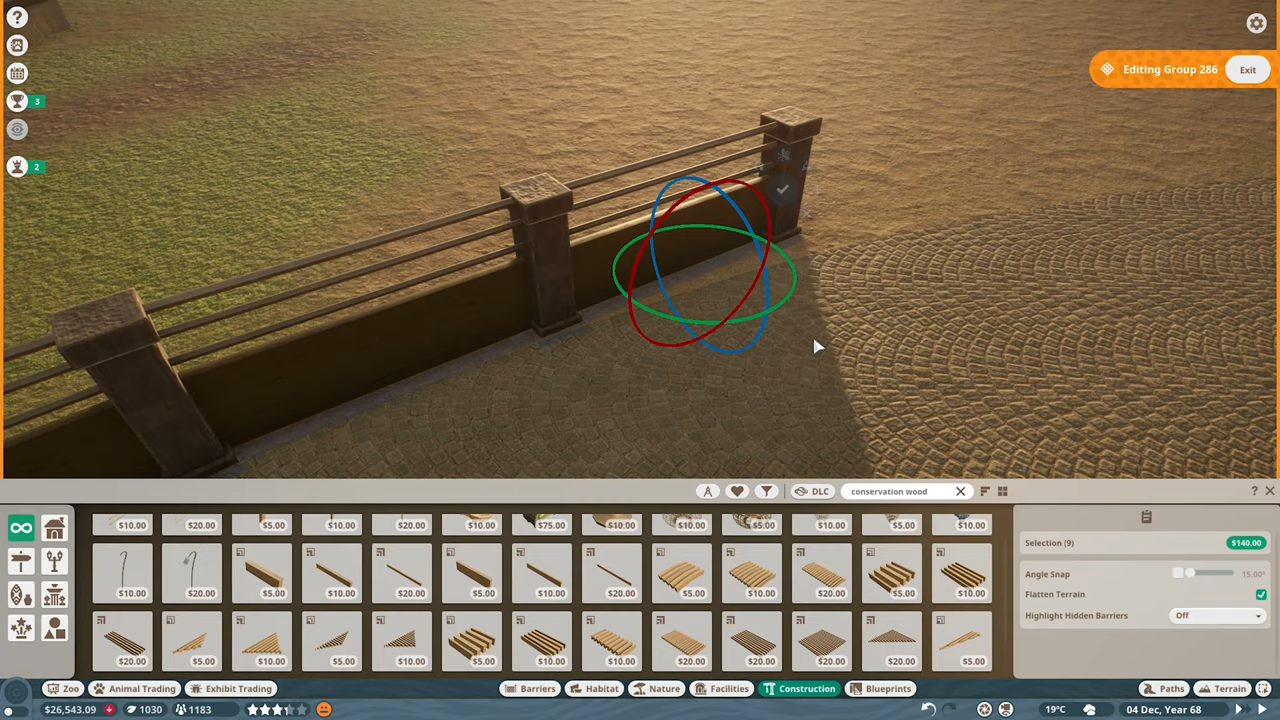 ?
3
2
Editing Group 286 Exit
DLC conservation wood
?
$10.00 $20.00 $5.00 $10.00 $20.00 $10.00 $75.00 $10.00 $10.00 $5.00 $10.00 $5.00 $10.00
$10.00 $20.00 $5.00 $10.00 $20.00 $5.00 $10.00 $20.00 $5.00 $10.00 $20.00 $5.00 $10.00
$20.00 $5.00 $10.00 $5.00 $10.00 $5.00 $10.00 $10.00 $20.00 $20.00 $20.00 $20.00 $5.00
Selection (9) $140.00
Angle Snap 15.00°
Flatten Terrain
Highlight Hidden Barriers Off
Zoo Animal Trading Exhibit Trading Barriers Habitat Nature Facilities Construction Blueprints Paths Terrain
$26,543.09 1030 1183 19°C 04 Dec, Year 68